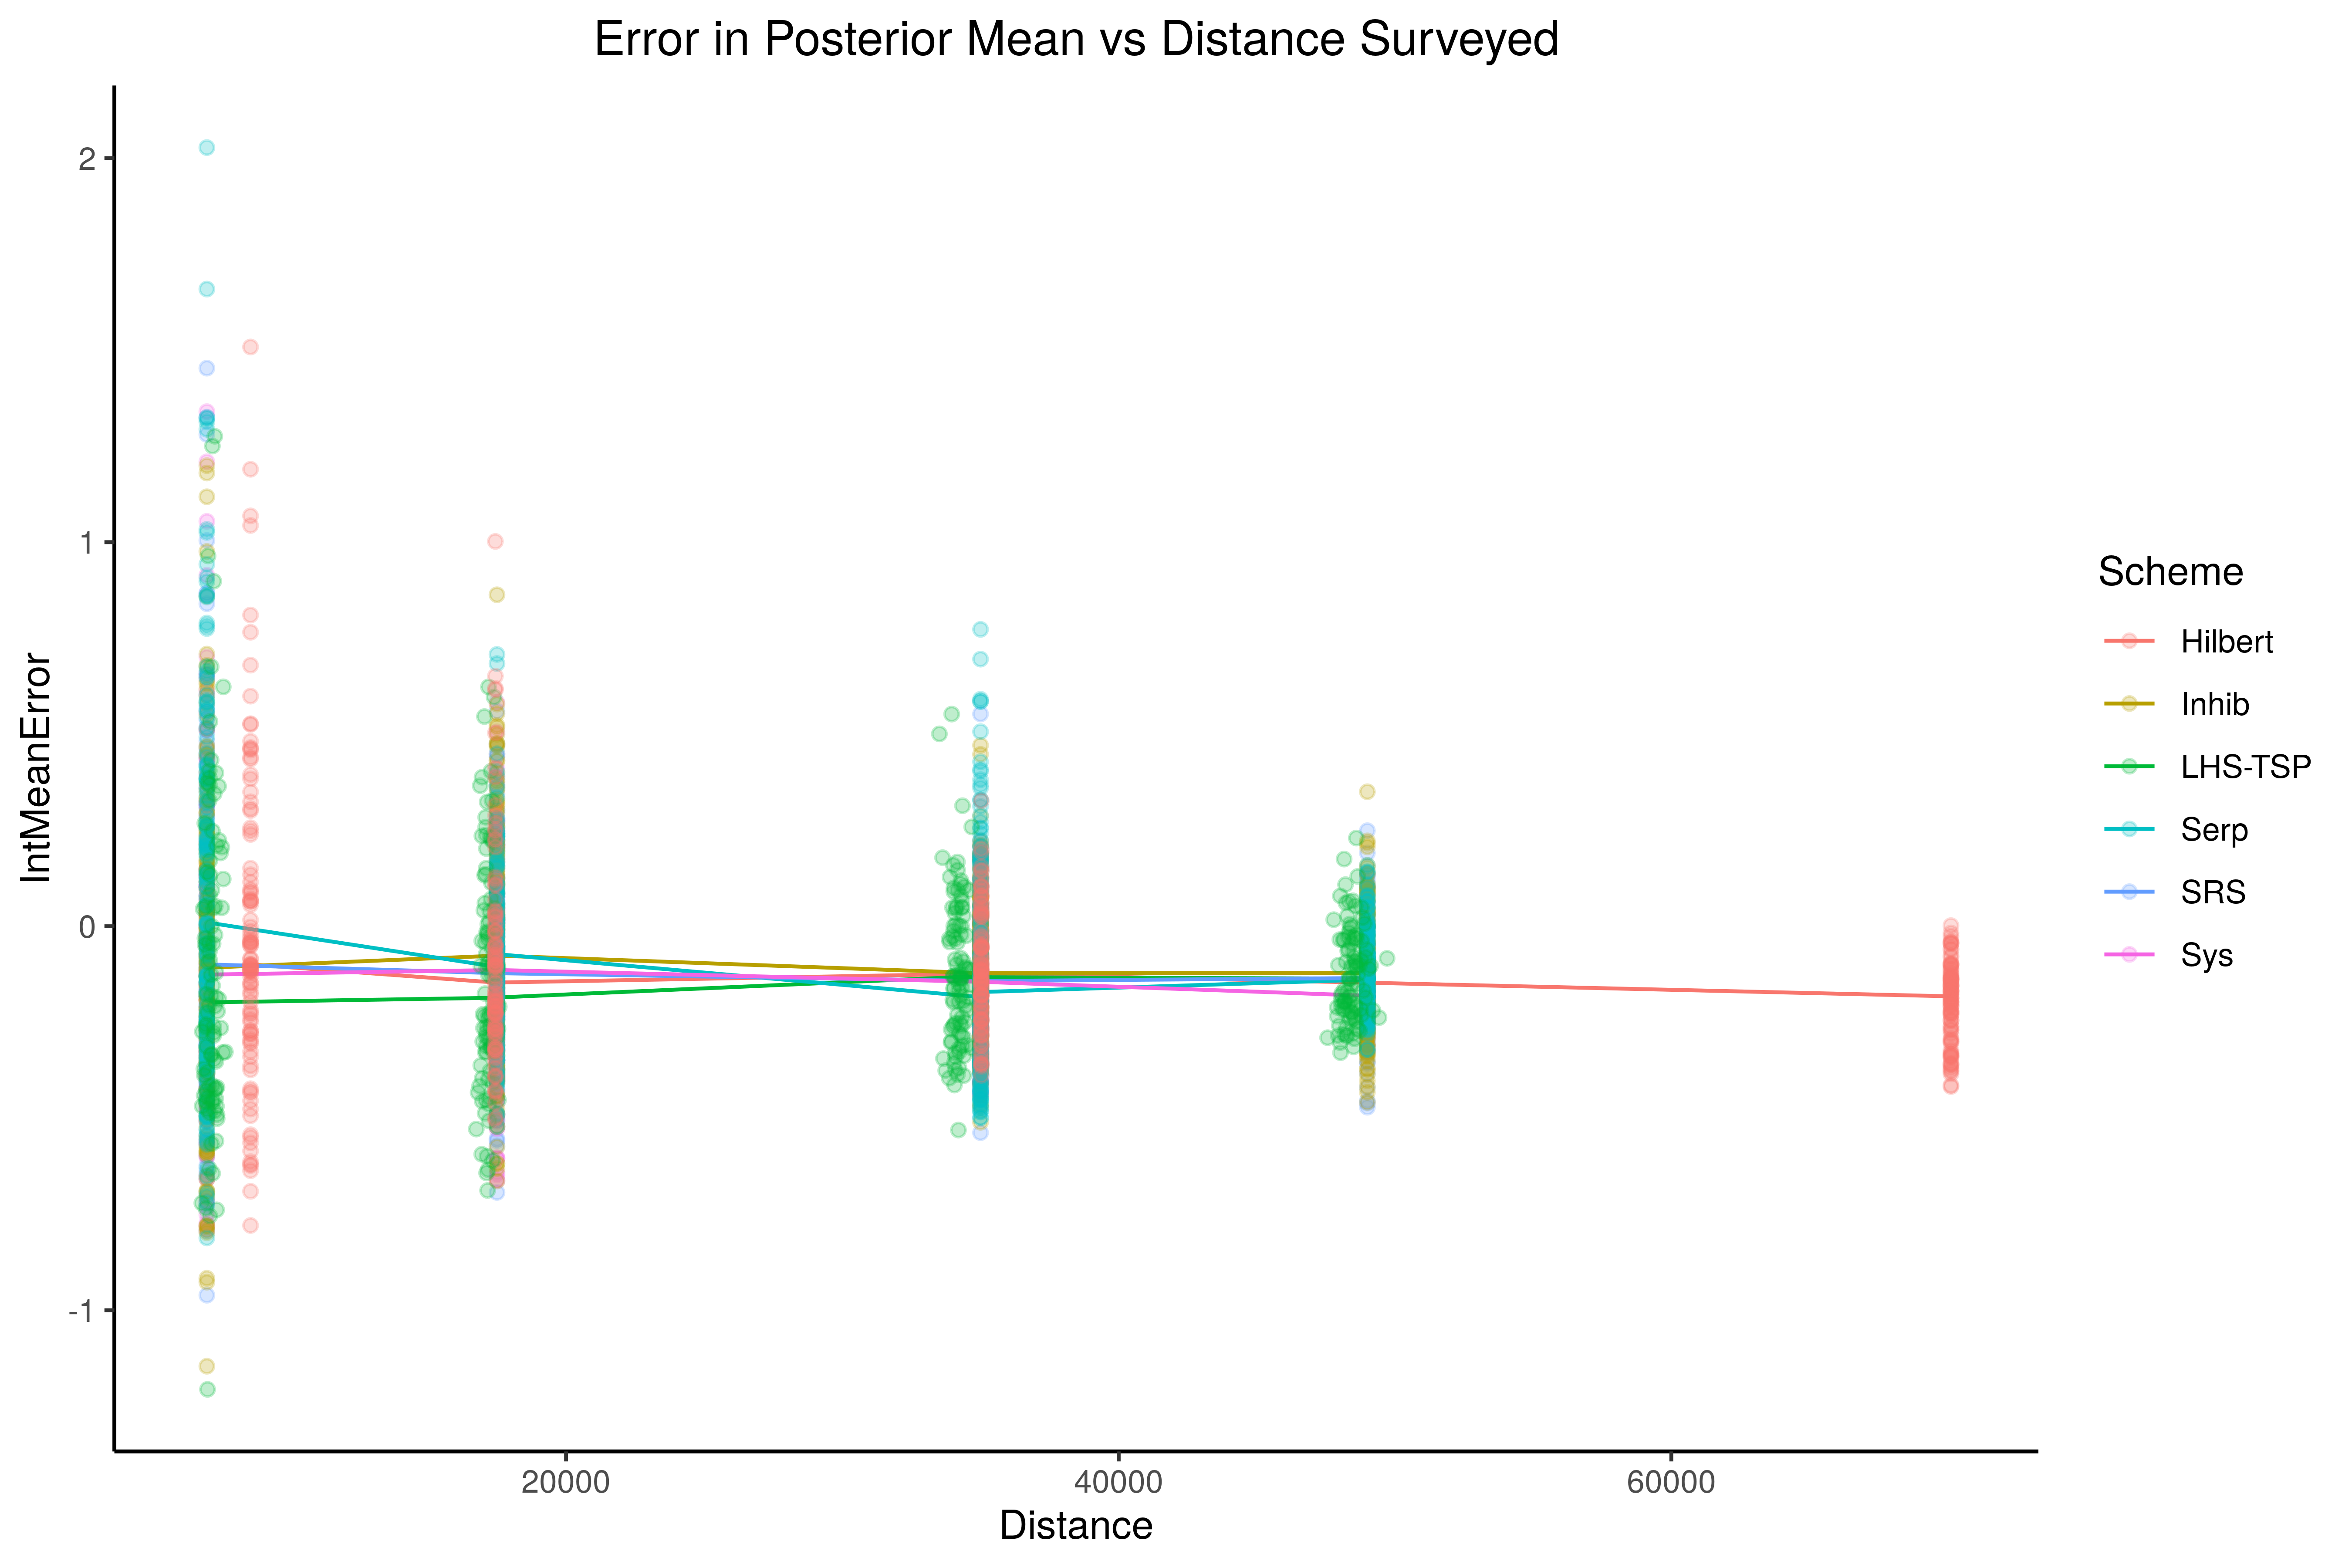 Error in Posterior Mean vs Distance Surveyed
IntMeanError
2
1
0
-1
20000
40000
60000
Distance
Scheme
Hilbert
Inhib
LHS-TSP
Serp
SRS
Sys